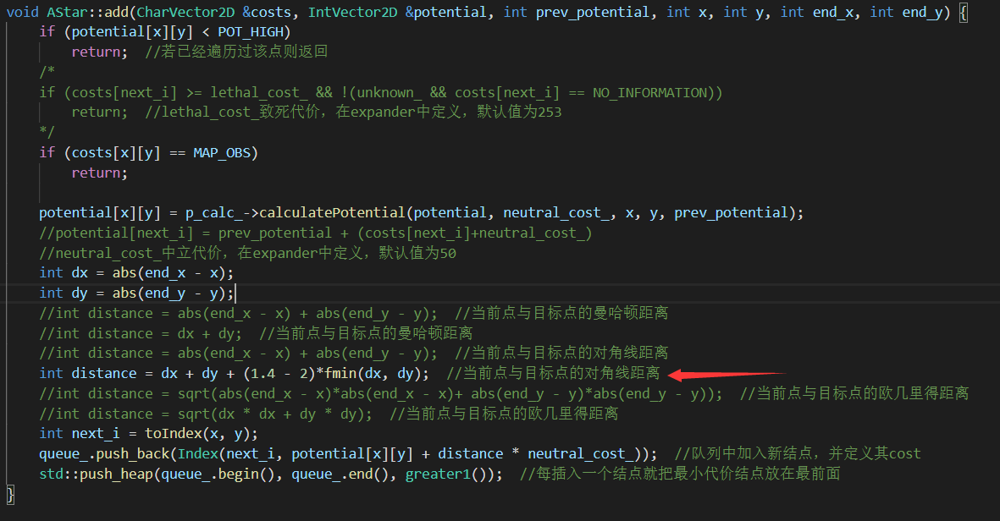 void AStar::add(CharVector2D &costs, IntVector2D &potential, int prev_potential, int x, int y, int end_x, int end_y) {
if (potential[x][y] < POT_HIGH)
return;  //若已经遍历过该点则返回
/*
if (costs[next_i] >= lethal_cost_ && !(unknown_ && costs[next_i] == NO_INFORMATION))
return;  //lethal_cost_致死代价，在expander中定义，默认值为253
*/
if (costs[x][y] == MAP_OBS)
return;
potential[x][y] = p_calc_->calculatePotential(potential, neutral_cost_, x, y, prev_potential);
//potential[next_i] = prev_potential + (costs[next_i]+neutral_cost_)
//neutral_cost_中立代价，在expander中定义，默认值为50
int dx = abs(end_x - x);
int dy = abs(end_y - y);
//int distance = abs(end_x - x) + abs(end_y - y);  //当前点与目标点的曼哈顿距离
//int distance = dx + dy;  //当前点与目标点的曼哈顿距离
//int distance = abs(end_x - x) + abs(end_y - y);  //当前点与目标点的对角线距离
int distance = dx + dy + (1.4 - 2)*fmin(dx, dy);  //当前点与目标点的对角线距离
//int distance = sqrt(abs(end_x - x)*abs(end_x - x)+ abs(end_y - y)*abs(end_y - y));  //当前点与目标点的欧几里得距离
//int distance = sqrt(dx * dx + dy * dy);  //当前点与目标点的欧几里得距离
int next_i = toIndex(x, y);
queue_.push_back(Index(next_i, potential[x][y] + distance * neutral_cost_));  //队列中加入新结点，并定义其cost
std::push_heap(queue_.begin(), queue_.end(), greater1());  //每插入一个结点就把最小代价结点放在最前面
}